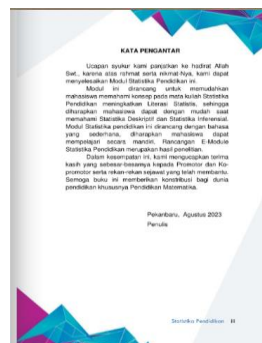 KATA PENGANTAR
Ucapan syukur kami panjatkan ke hadirat Allah
Swt., karena atas rahmat serta nikmat-Nya, kami dapat
menyelesaikan Modul Statistika Pendidikan ini.
Modul ini dirancang untuk memudahkan
mahasiswa memahami konsep pada mata kuliah Statistika
Pendidikan meningkatkan Literasi Statistis, sehingga
diharapkan mahasiswa dapat dengan mudah saat
memahami Statistika Deskriptif dan Statistika Inferensial.
Modul Statistika pendidikan ini dirancang dengan bahasa
yang sederhana, diharapkan mahasiswa dapat
mempelajari secara mandiri. Rancangan E-Module
Statistika Pendidikan merupakan hasil penelitian.
Dalam kesempatan ini, kami mengucapkan terima
kasih yang sebesar-besarnya kepada Promotor dan Ko-
promotor serta rekan-rekan sejawat yang telah membantu.
Semoga buku ini memberikan kontribusi bagi dunia
pendidikan khususnya Pendidikan Matematika.
Pekanbaru, Agustus 2023
Penulis
Statistika Pendidikan iii